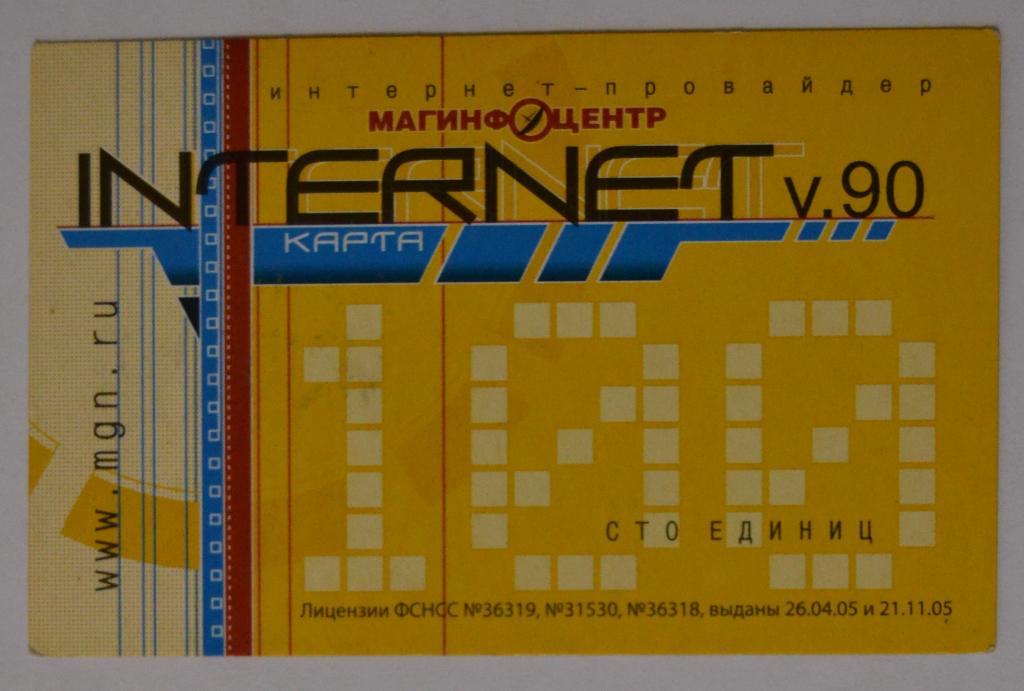 интернет-провайдер
МАГИНФОЦЕНТР
INTERNET v.90
КАРТА
www.mgn.ru
100
СТО ЕДИНИЦ
Лицензии ФСНСС №36319, №31530, №36318, выданы 26.04.05 и 21.11.05